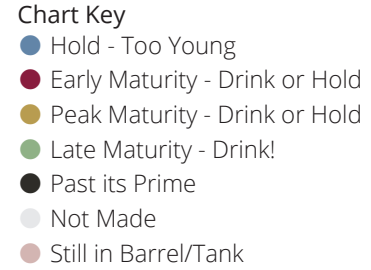 Chart Key
Hold - Too Young
Early Maturity - Drink or Hold
Peak Maturity - Drink or Hold
Late Maturity - Drink!
Past its Prime
Not Made
Still in Barrel/Tank